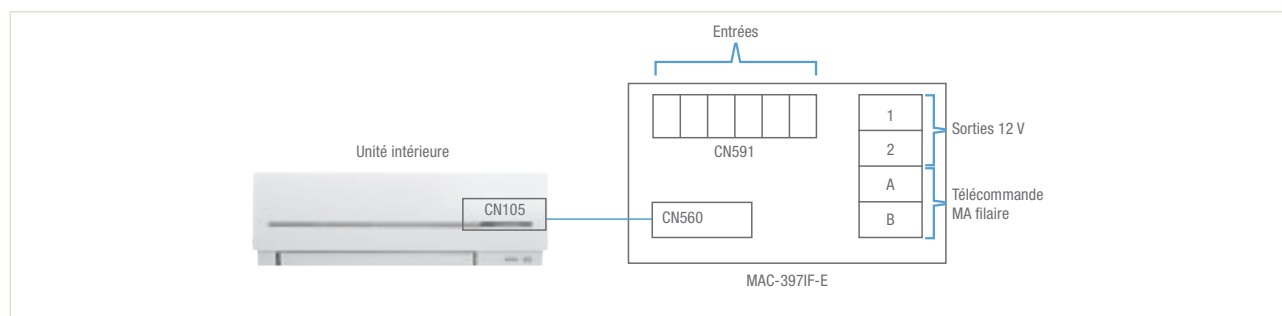 Entrées
1
Sorties 12 V
2
CN591
Unité intérieure
A
Télécommande
MA filaire
CN105
CN560
B
MAC-397IF-E